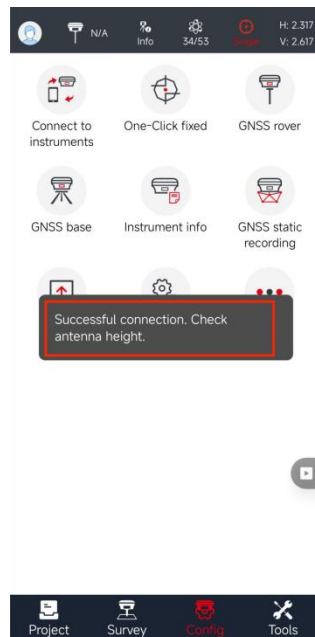 N/A
Info
34/53
Single
H: 2.317
V: 2.617
Connect to
instruments
One-Click fixed
GNSS rover
GNSS base
Instrument info
GNSS static
recording
Successful connection. Check
antenna height.
Project
Survey
Config
Tools